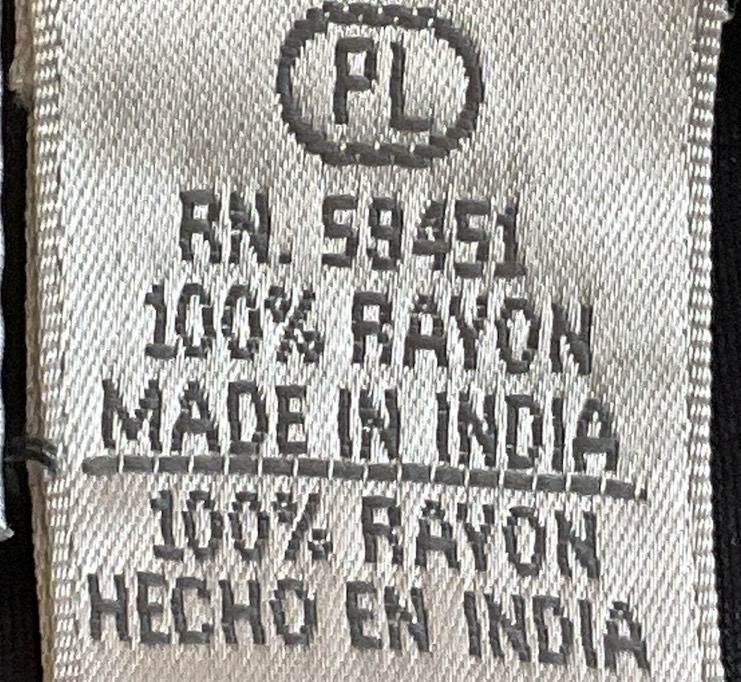 PL
RN. 59451
100% RAYON
MADE IN INDIA
100% RAYON
HECHO EN INDIA